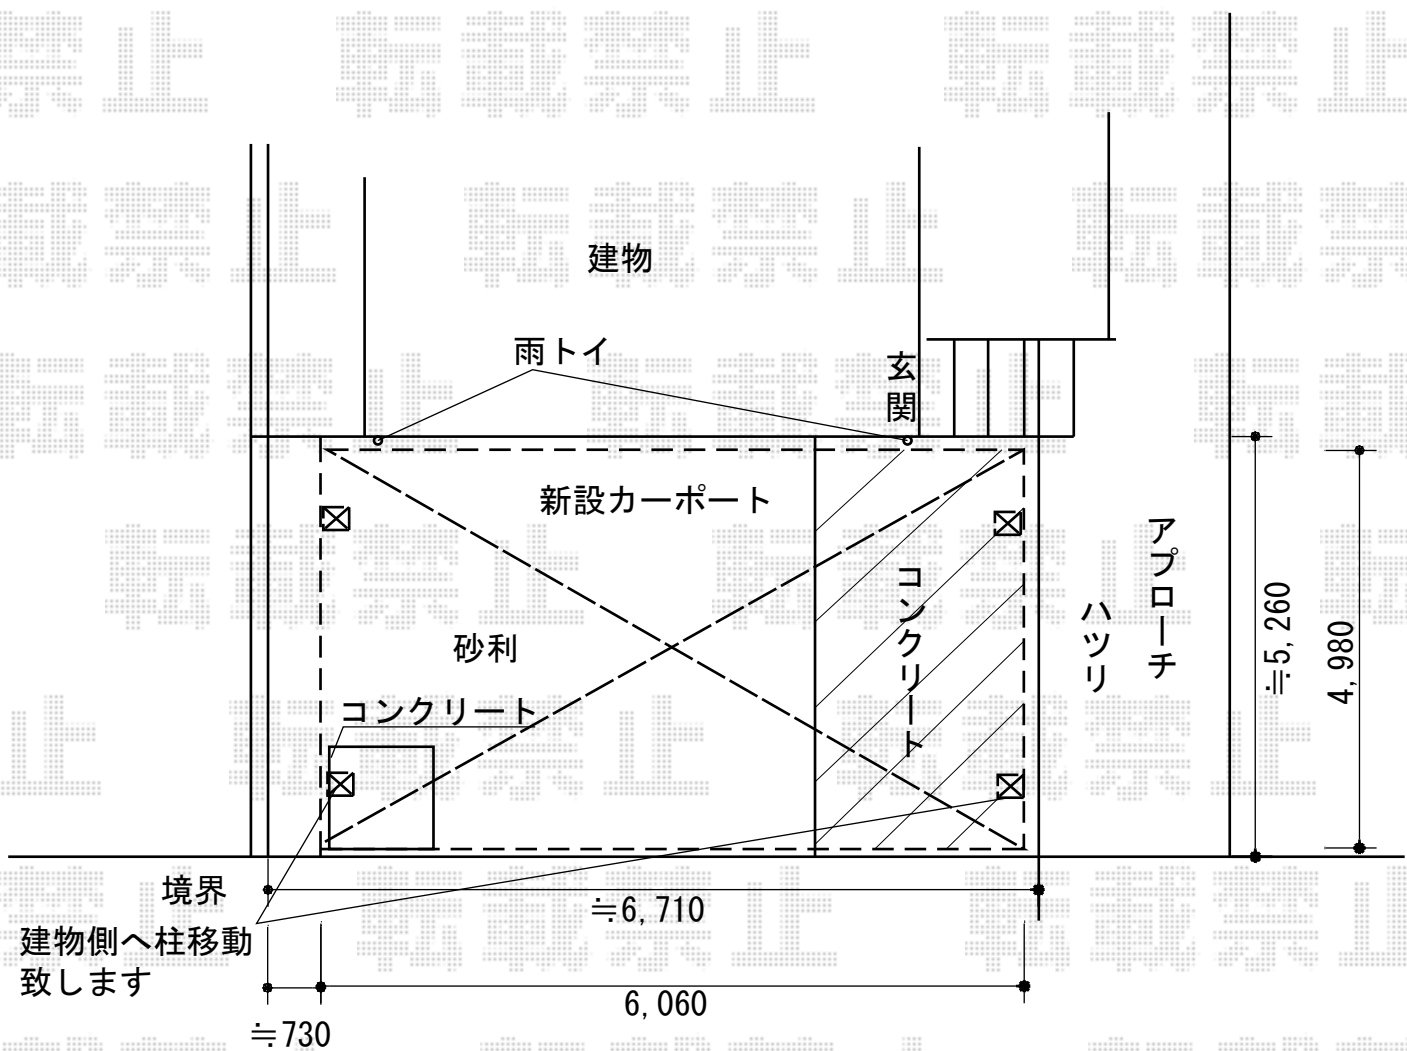 転載禁止
建物
雨トイ
玄関
新設カーポート
アプローチ
ハツリ
コンクリート
砂利
コンクリート
≒5,260
4,980
境界
≒6,710
建物側へ柱移動
致します
6,060
≒730